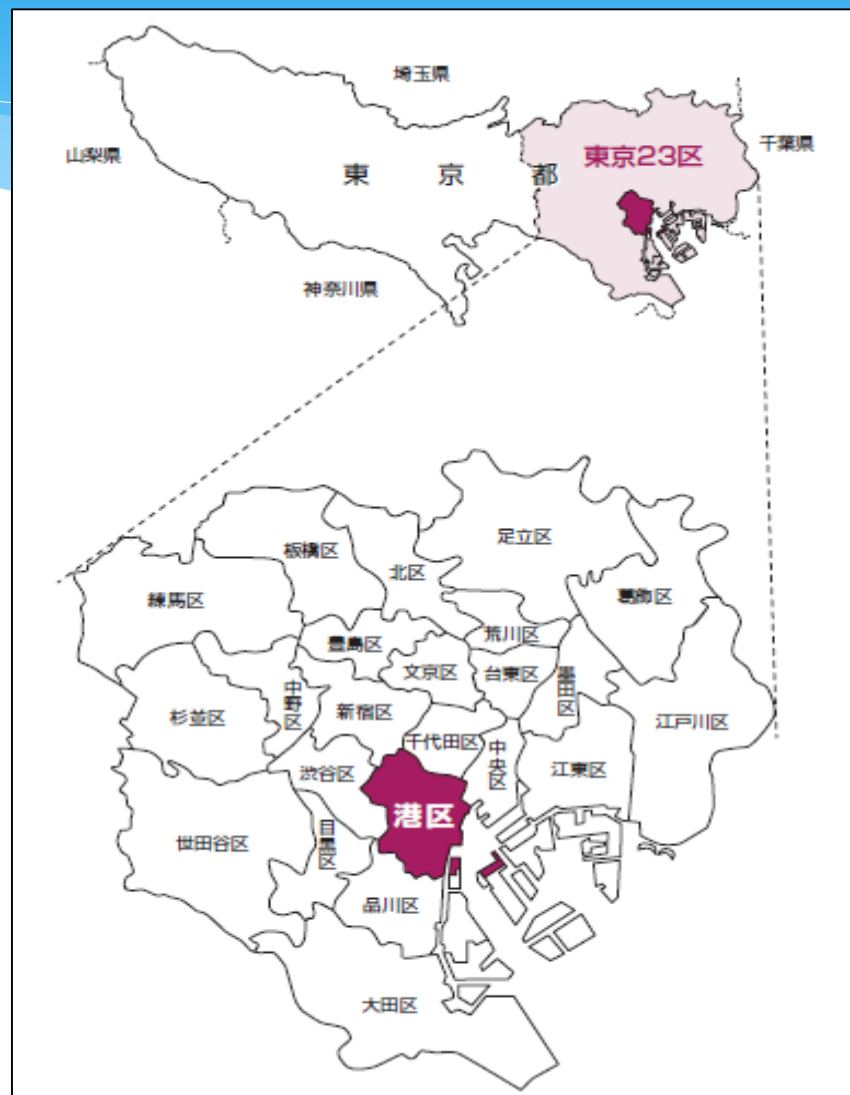 埼玉県
山梨県
東京都
東京23区
千葉県
神奈川県
足立区
板橋区
北区
葛飾区
練馬区
荒川区
豊島区
文京区
台東区
墨田区
中野区
杉並区
新宿区
江戸川区
千代田区
中央区
江東区
渋谷区
港区
世田谷区
目黒区
品川区
大田区